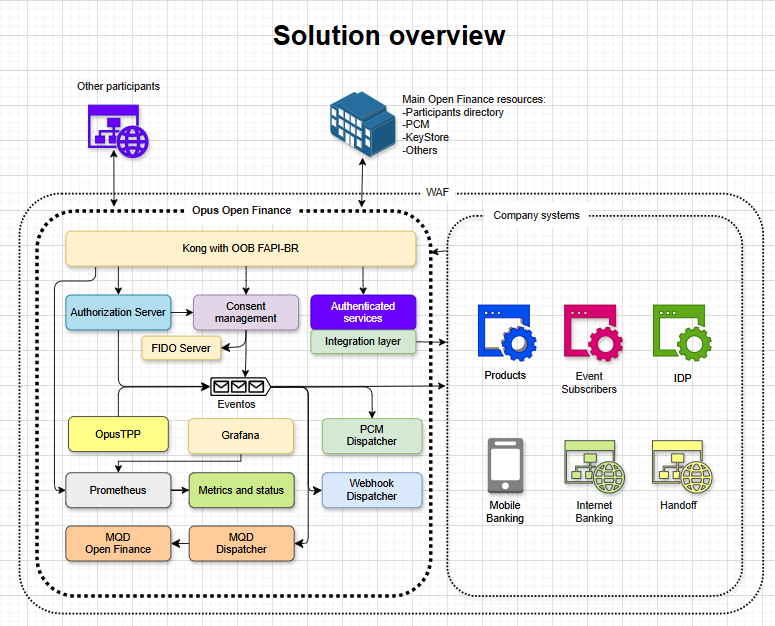 Solution overview
Other participants
Main Open Finance resources:
-Participants directory
-PCM
-KeyStore
-Others
WAF
Opus Open Finance
Company systems
Kong with OOB FAPI-BR
Authorization Server
Consent
management
Authenticated
services
Integration layer
FIDO Server
Eventos
Products
Event
Subscribers
IDP
OpusTPP
Grafana
PCM
Dispatcher
Prometheus
Metrics and status
Webhook
Dispatcher
Mobile
Banking
Internet
Banking
Handoff
MQD
Open Finance
MQD
Dispatcher